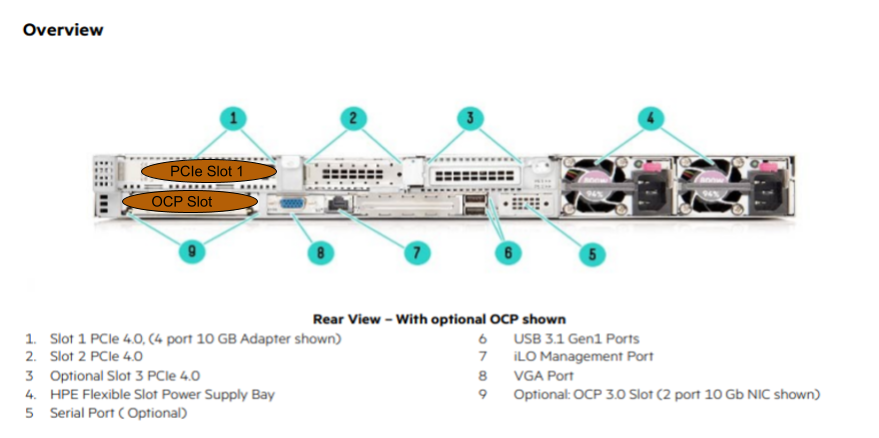 Overview
1 2 3 4
PCIe Slot 1
OCP Slot
94% 94%
9 8 7 6 5
Rear View – With optional OCP shown
1. Slot 1 PCIe 4.0, (4 port 10 GB Adapter shown)
2. Slot 2 PCIe 4.0
3 Optional Slot 3 PCIe 4.0
4. HPE Flexible Slot Power Supply Bay
5 Serial Port ( Optional)
6 USB 3.1 Gen1 Ports
7 iLO Management Port
8 VGA Port
9 Optional: OCP 3.0 Slot (2 port 10 Gb NIC shown)